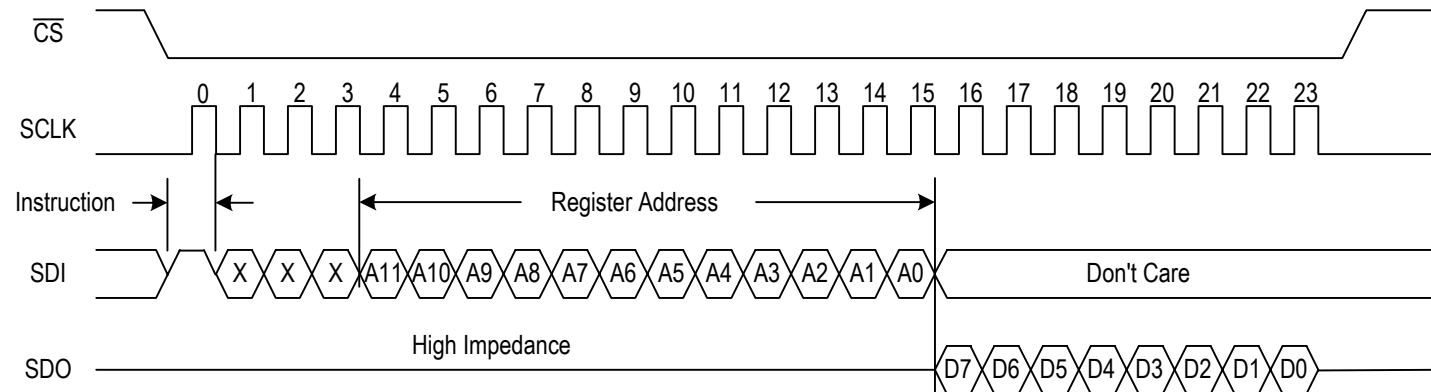 CS
0 1 2 3 4 5 6 7 8 9 10 11 12 13 14 15 16 17 18 19 20 21 22 23
SCLK
Instruction Register Address
SDI X X X A11 A10 A9 A8 A7 A6 A5 A4 A3 A2 A1 A0 Don't Care
High Impedance
SDO D7 D6 D5 D4 D3 D2 D1 D0